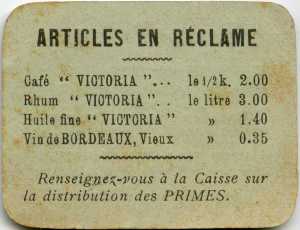 ARTICLES EN RÉCLAME
Café " VICTORIA ". . . le 1/2 k. 2.00
Rhum " VICTORIA". . le litre 3.00
Huile fine " VICTORIA" » 1.40
Vin de BORDEAUX, Vieux » 0.35
Renseignez-vous à la Caisse sur
la distribution des PRIMES.